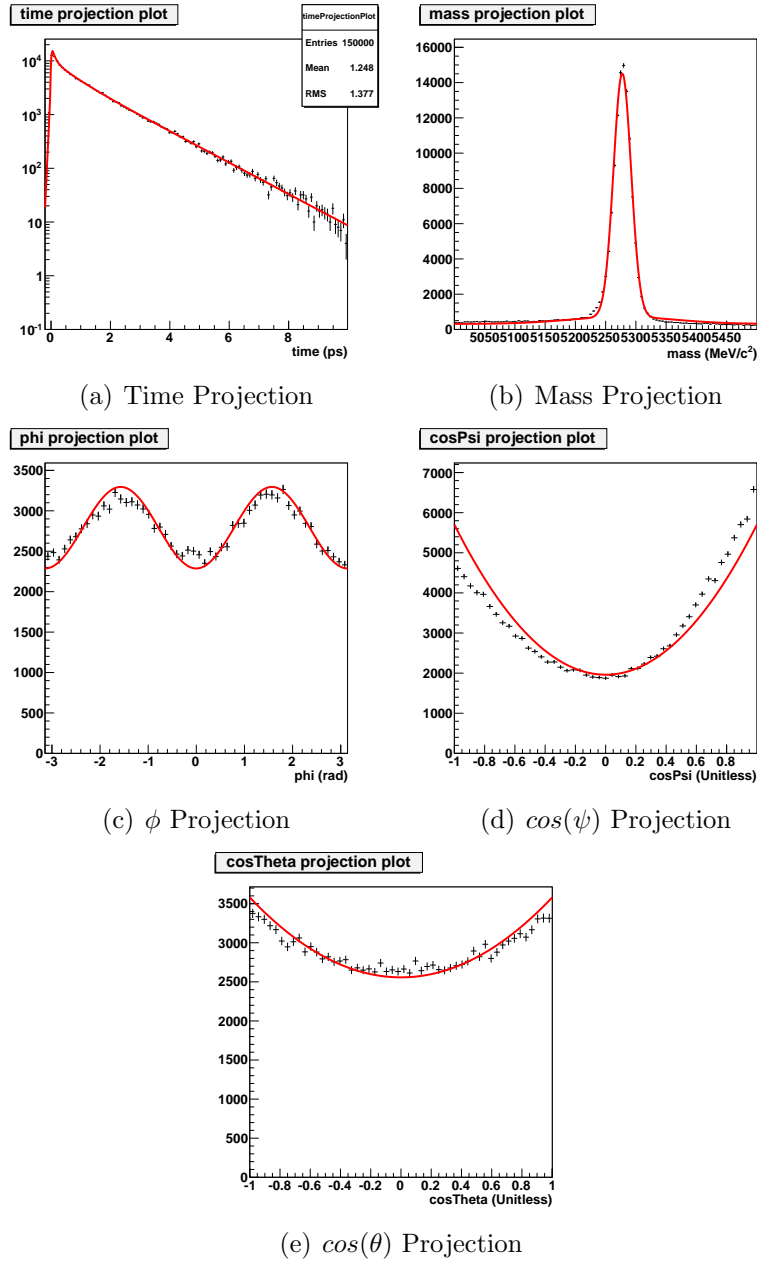 time projection plot
timeProjectionPlot
Entries 150000
Mean 1.248
RMS 1.377
10^4
10^3
10^2
10
1
10^-1
0 2 4 6 8
time (ps)
(a) Time Projection
mass projection plot
16000
14000
12000
10000
8000
6000
4000
2000
0
505051005150520052505300535054005450
mass (MeV/c^2)
(b) Mass Projection
phi projection plot
3500
3000
2500
2000
1500
1000
500
0
-3 -2 -1 0 1 2 3
phi (rad)
(c) ϕ Projection
cosPsi projection plot
7000
6000
5000
4000
3000
2000
1000
0
-1 -0.8 -0.6 -0.4 -0.2 0 0.2 0.4 0.6 0.8
cosPsi (Unitless)
(d) cos(ψ) Projection
cosTheta projection plot
3500
3000
2500
2000
1500
1000
500
0
-1 -0.8 -0.6 -0.4 -0.2 0 0.2 0.4 0.6 0.8 1
cosTheta (Unitless)
(e) cos(θ) Projection